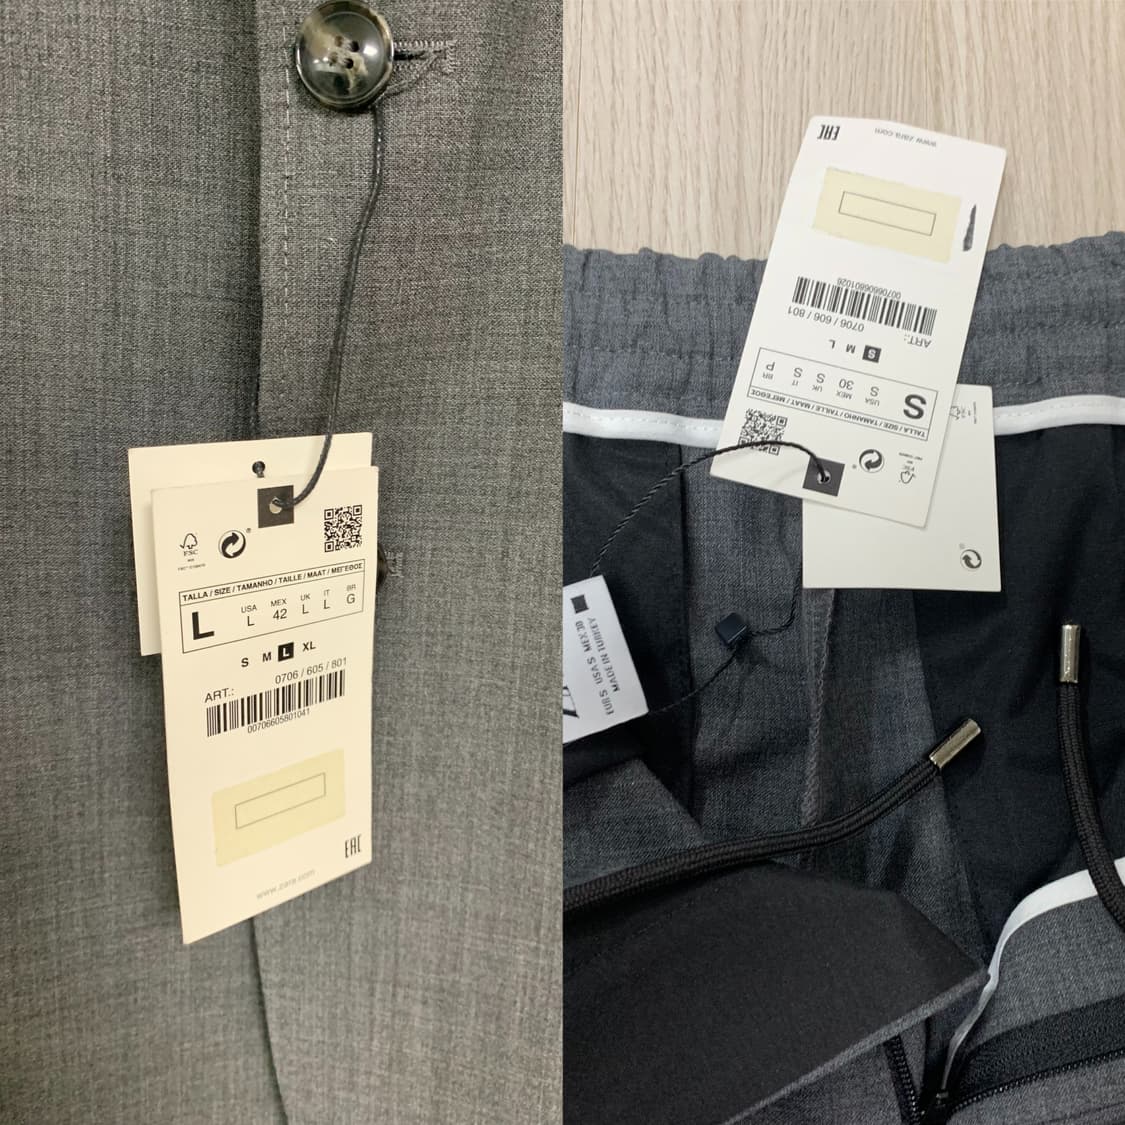 FSC
TALLA / SIZE / TAMANHO / TAILLE / MAAT / ΜΕΓΕΘΟΣ
L
USA MEX UK IT BR
L 42 L L G
S M L XL
ART.: 0706 / 605 / 801
00706605801041
EAC
www.zara.com
FSC
TALLA / SIZE / TAMANHO / TAILLE / MAAT / ΜΕΓΕΘΟΣ
S
USA MEX UK IT BR
S 30 S S P
S M L
ART.: 0706 / 606 / 801
00706606801026
EAC
www.zara.com
EUR S USA S MEX 30
MADE IN TURKEY